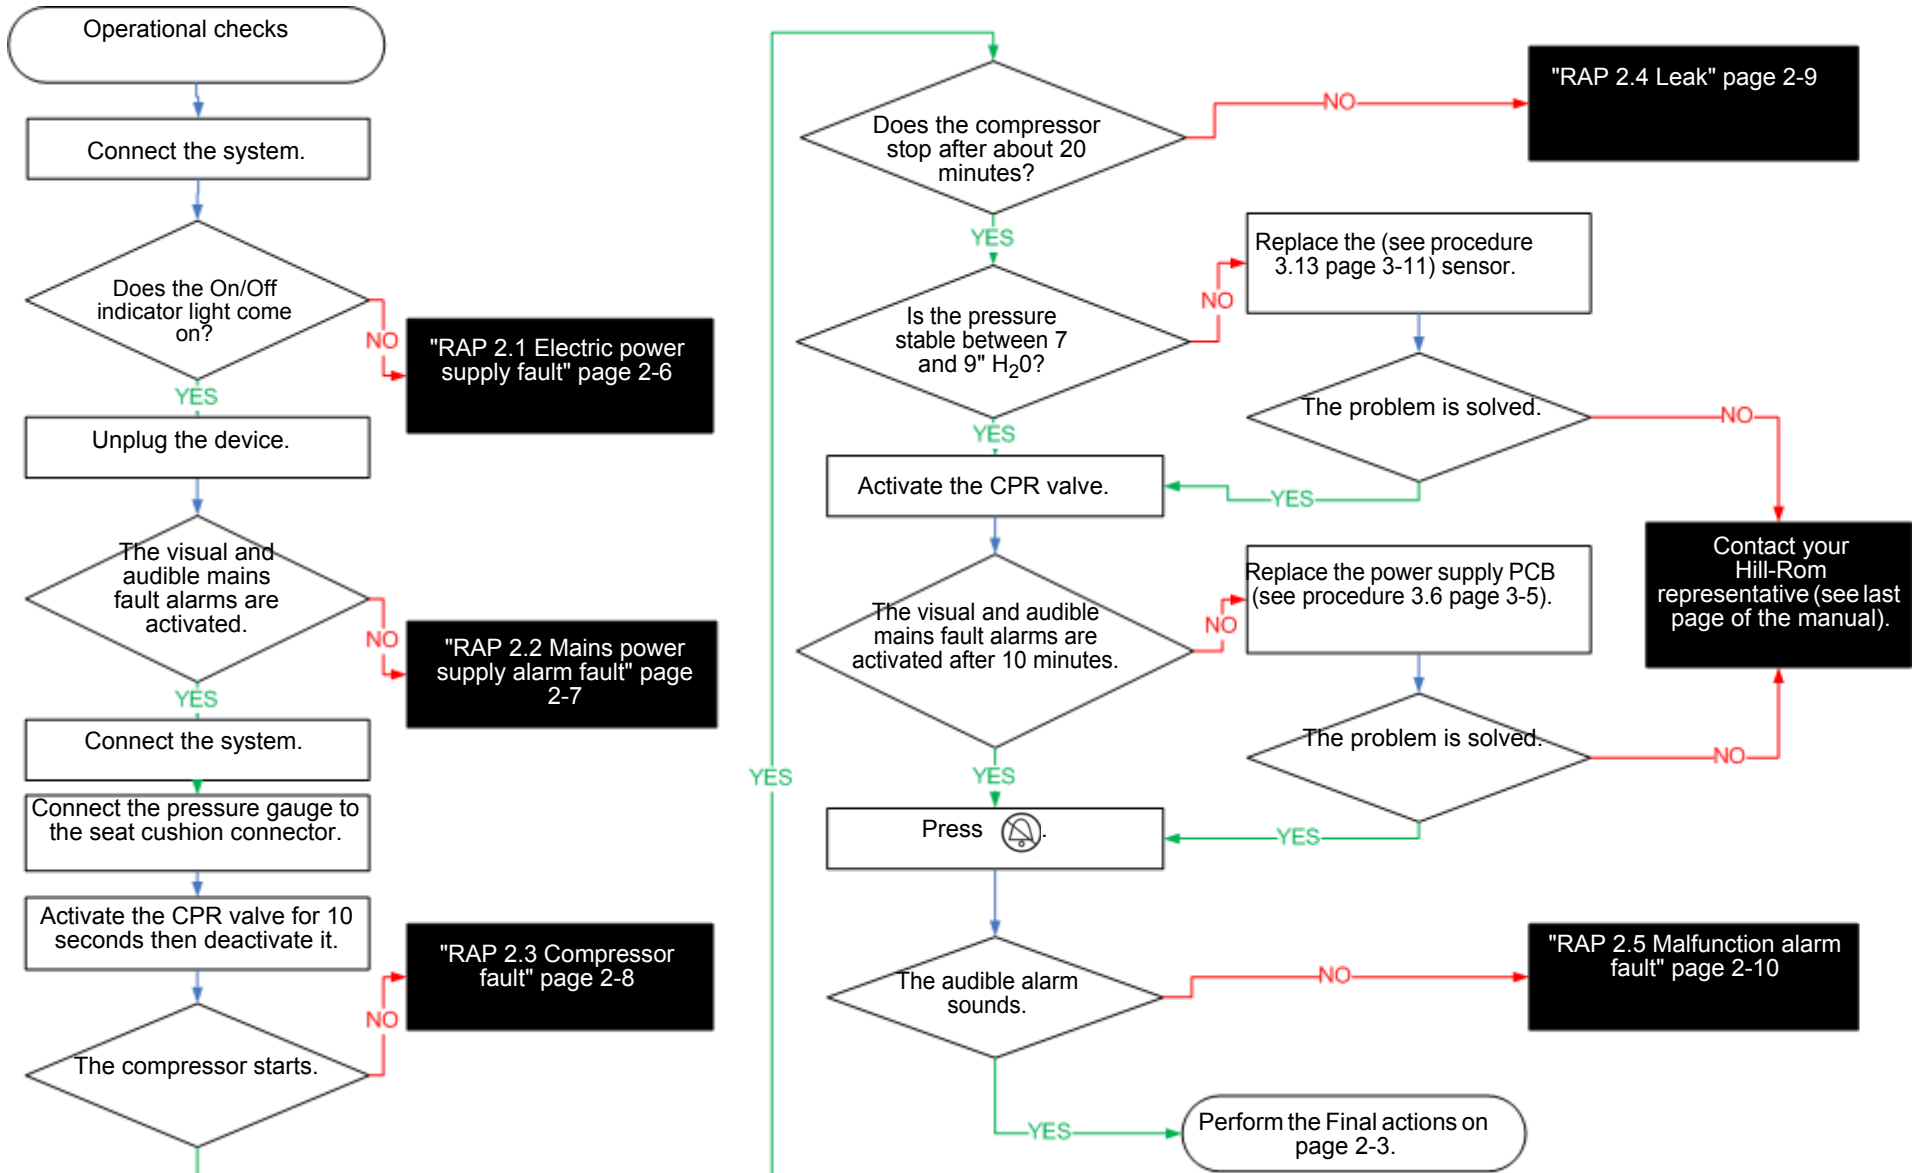 Operational checks
Connect the system.
Does the On/Off
indicator light come
on?
NO
"RAP 2.1 Electric power
supply fault" page 2-6
YES
Unplug the device.
The visual and
audible mains
fault alarms are
activated.
NO
"RAP 2.2 Mains power
supply alarm fault" page
2-7
YES
Connect the system.
Connect the pressure gauge to
the seat cushion connector.
Activate the CPR valve for 10
seconds then deactivate it.
"RAP 2.3 Compressor
fault" page 2-8
NO
The compressor starts.
YES
Does the compressor
stop after about 20
minutes?
NO
"RAP 2.4 Leak" page 2-9
YES
Is the pressure
stable between 7
and 9" H20?
NO
Replace the (see procedure
3.13 page 3-11) sensor.
The problem is solved.
NO
YES
YES
Activate the CPR valve.
Contact your
Hill-Rom
representative (see last
page of the manual).
The visual and audible
mains fault alarms are
activated after 10 minutes.
NO
Replace the power supply PCB
(see procedure 3.6 page 3-5).
The problem is solved.
NO
YES
YES
Press .
The audible alarm
sounds.
NO
"RAP 2.5 Malfunction alarm
fault" page 2-10
YES
Perform the Final actions on
page 2-3.